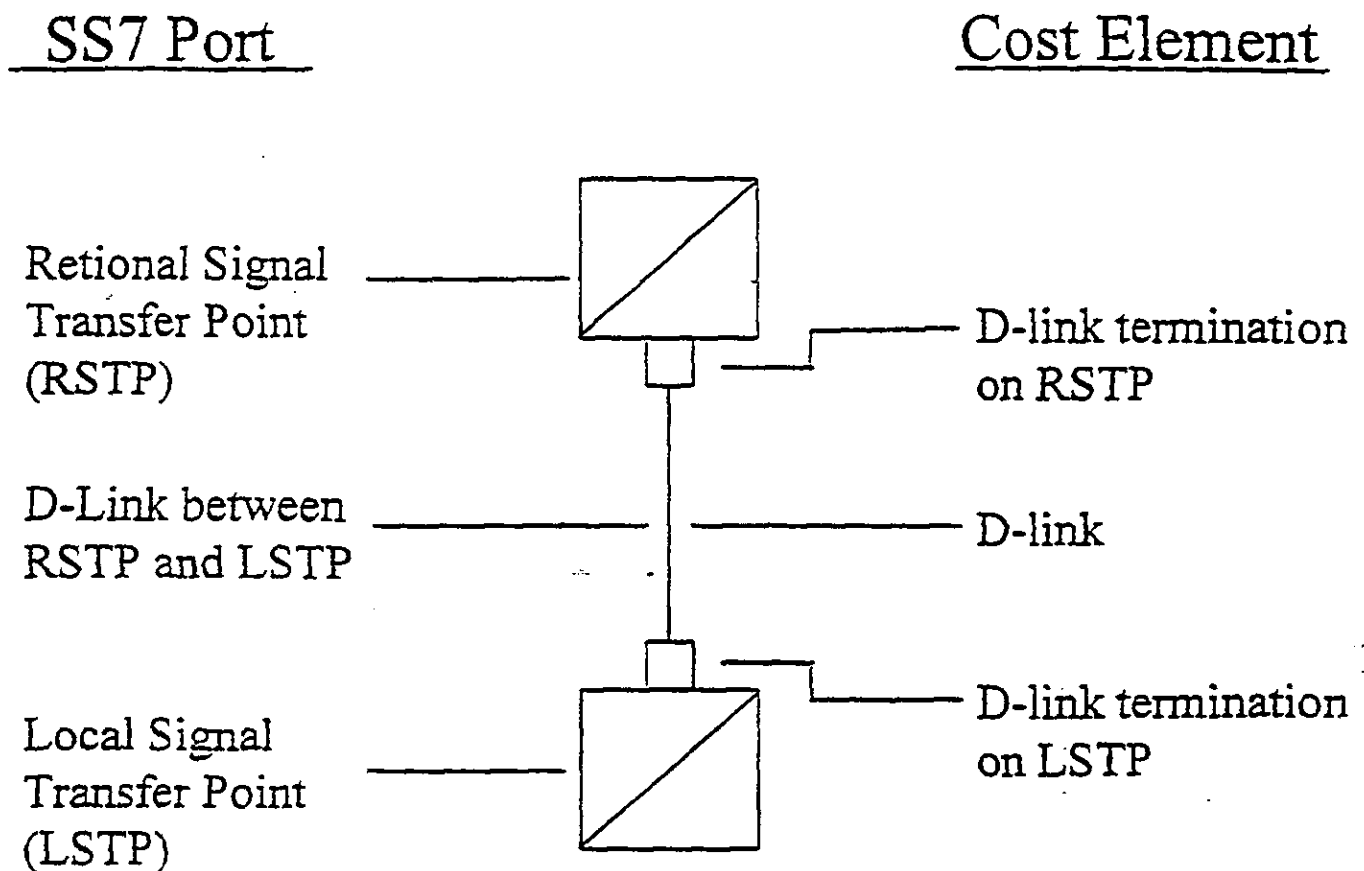 SS7 Port
Cost Element
Retional Signal
Transfer Point
(RSTP)
D-link termination
on RSTP
D-Link between
RSTP and LSTP
D-link
Local Signal
Transfer Point
(LSTP)
D-link termination
on LSTP